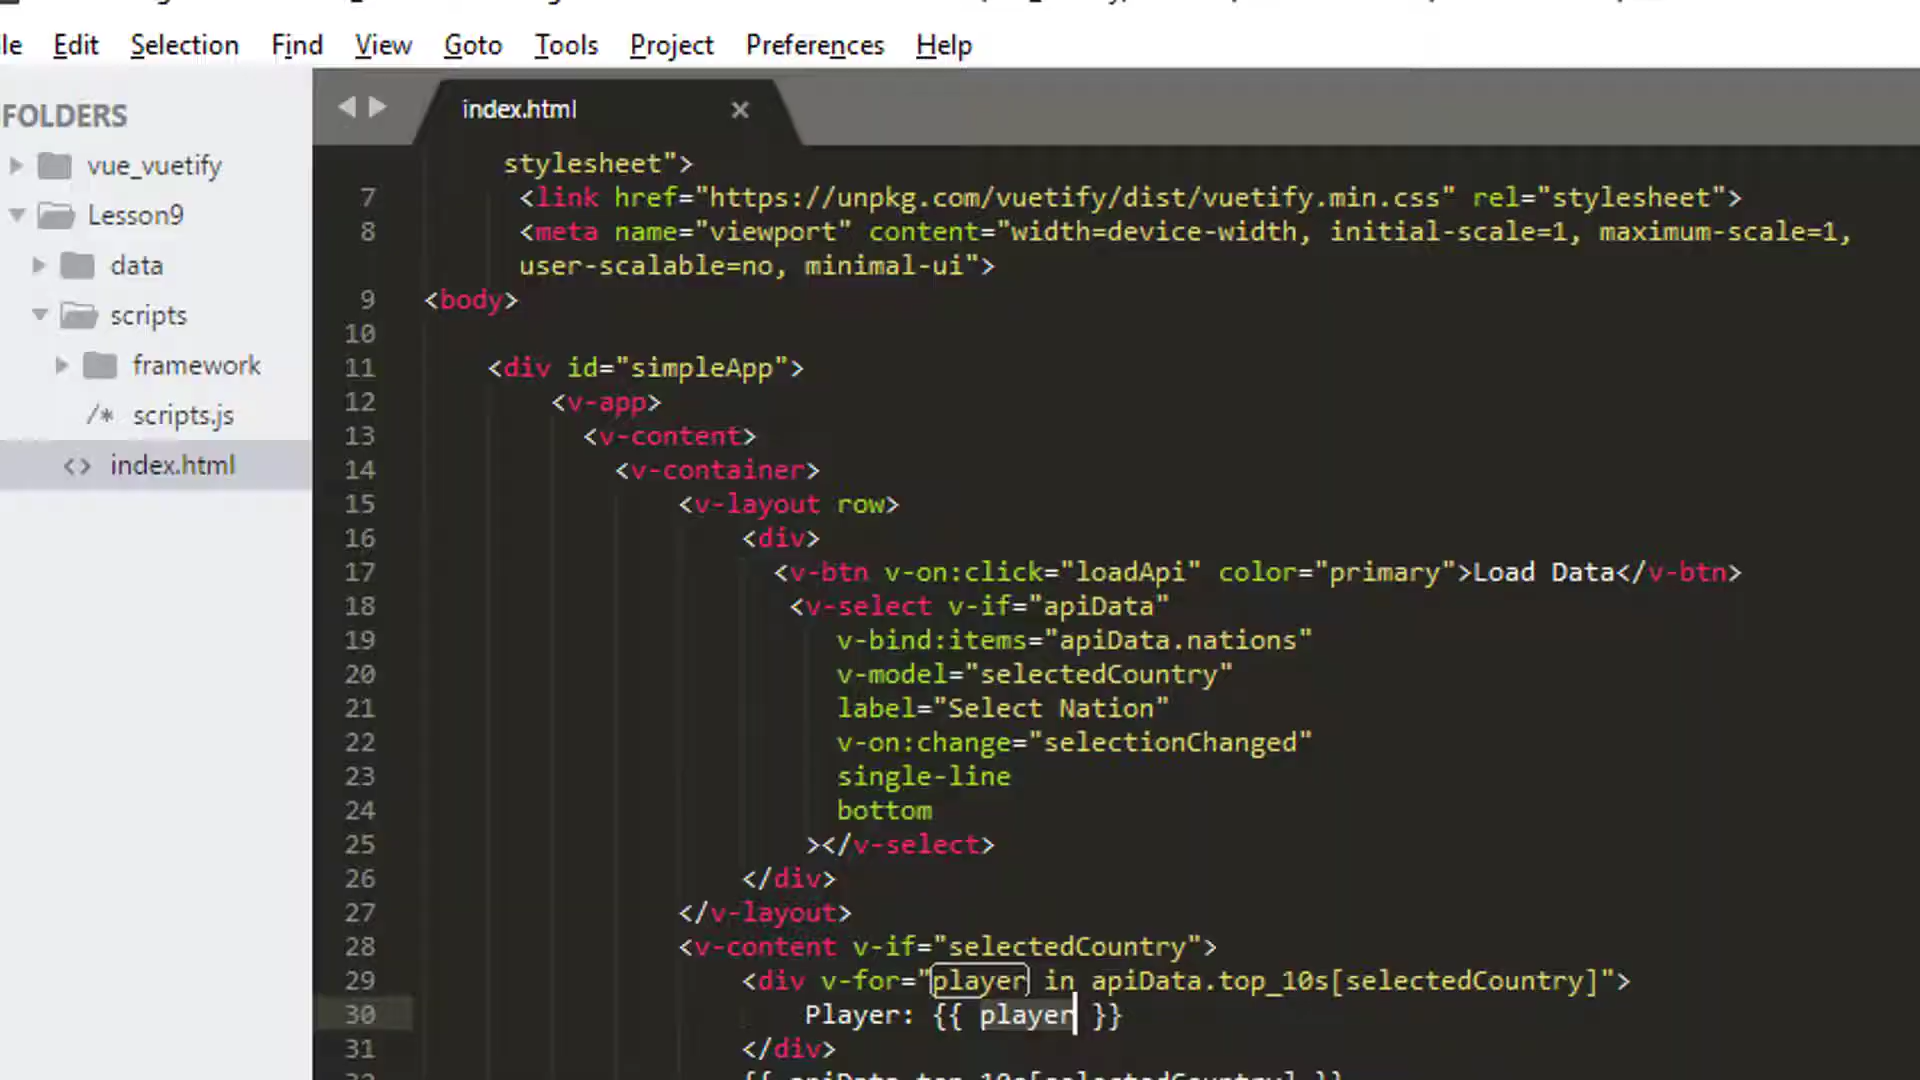 le Edit Selection Find View Goto Tools Project Preferences Help
FOLDERS
vue_vuetify
Lesson9
data
scripts
framework
/* scripts.js
<> index.html
index.html ×
stylesheet">
7 <link href="https://unpkg.com/vuetify/dist/vuetify.min.css" rel="stylesheet">
8 <meta name="viewport" content="width=device-width, initial-scale=1, maximum-scale=1,
user-scalable=no, minimal-ui">
9 <body>
10
11 <div id="simpleApp">
12 <v-app>
13 <v-content>
14 <v-container>
15 <v-layout row>
16 <div>
17 <v-btn v-on:click="loadApi" color="primary">Load Data</v-btn>
18 <v-select v-if="apiData"
19 v-bind:items="apiData.nations"
20 v-model="selectedCountry"
21 label="Select Nation"
22 v-on:change="selectionChanged"
23 single-line
24 bottom
25 ></v-select>
26 </div>
27 </v-layout>
28 <v-content v-if="selectedCountry">
29 <div v-for="player in apiData.top_10s[selectedCountry]">
30 Player: {{ player }}
31 </div>
32 {{ apiData.top_10s[selectedCountry] }}